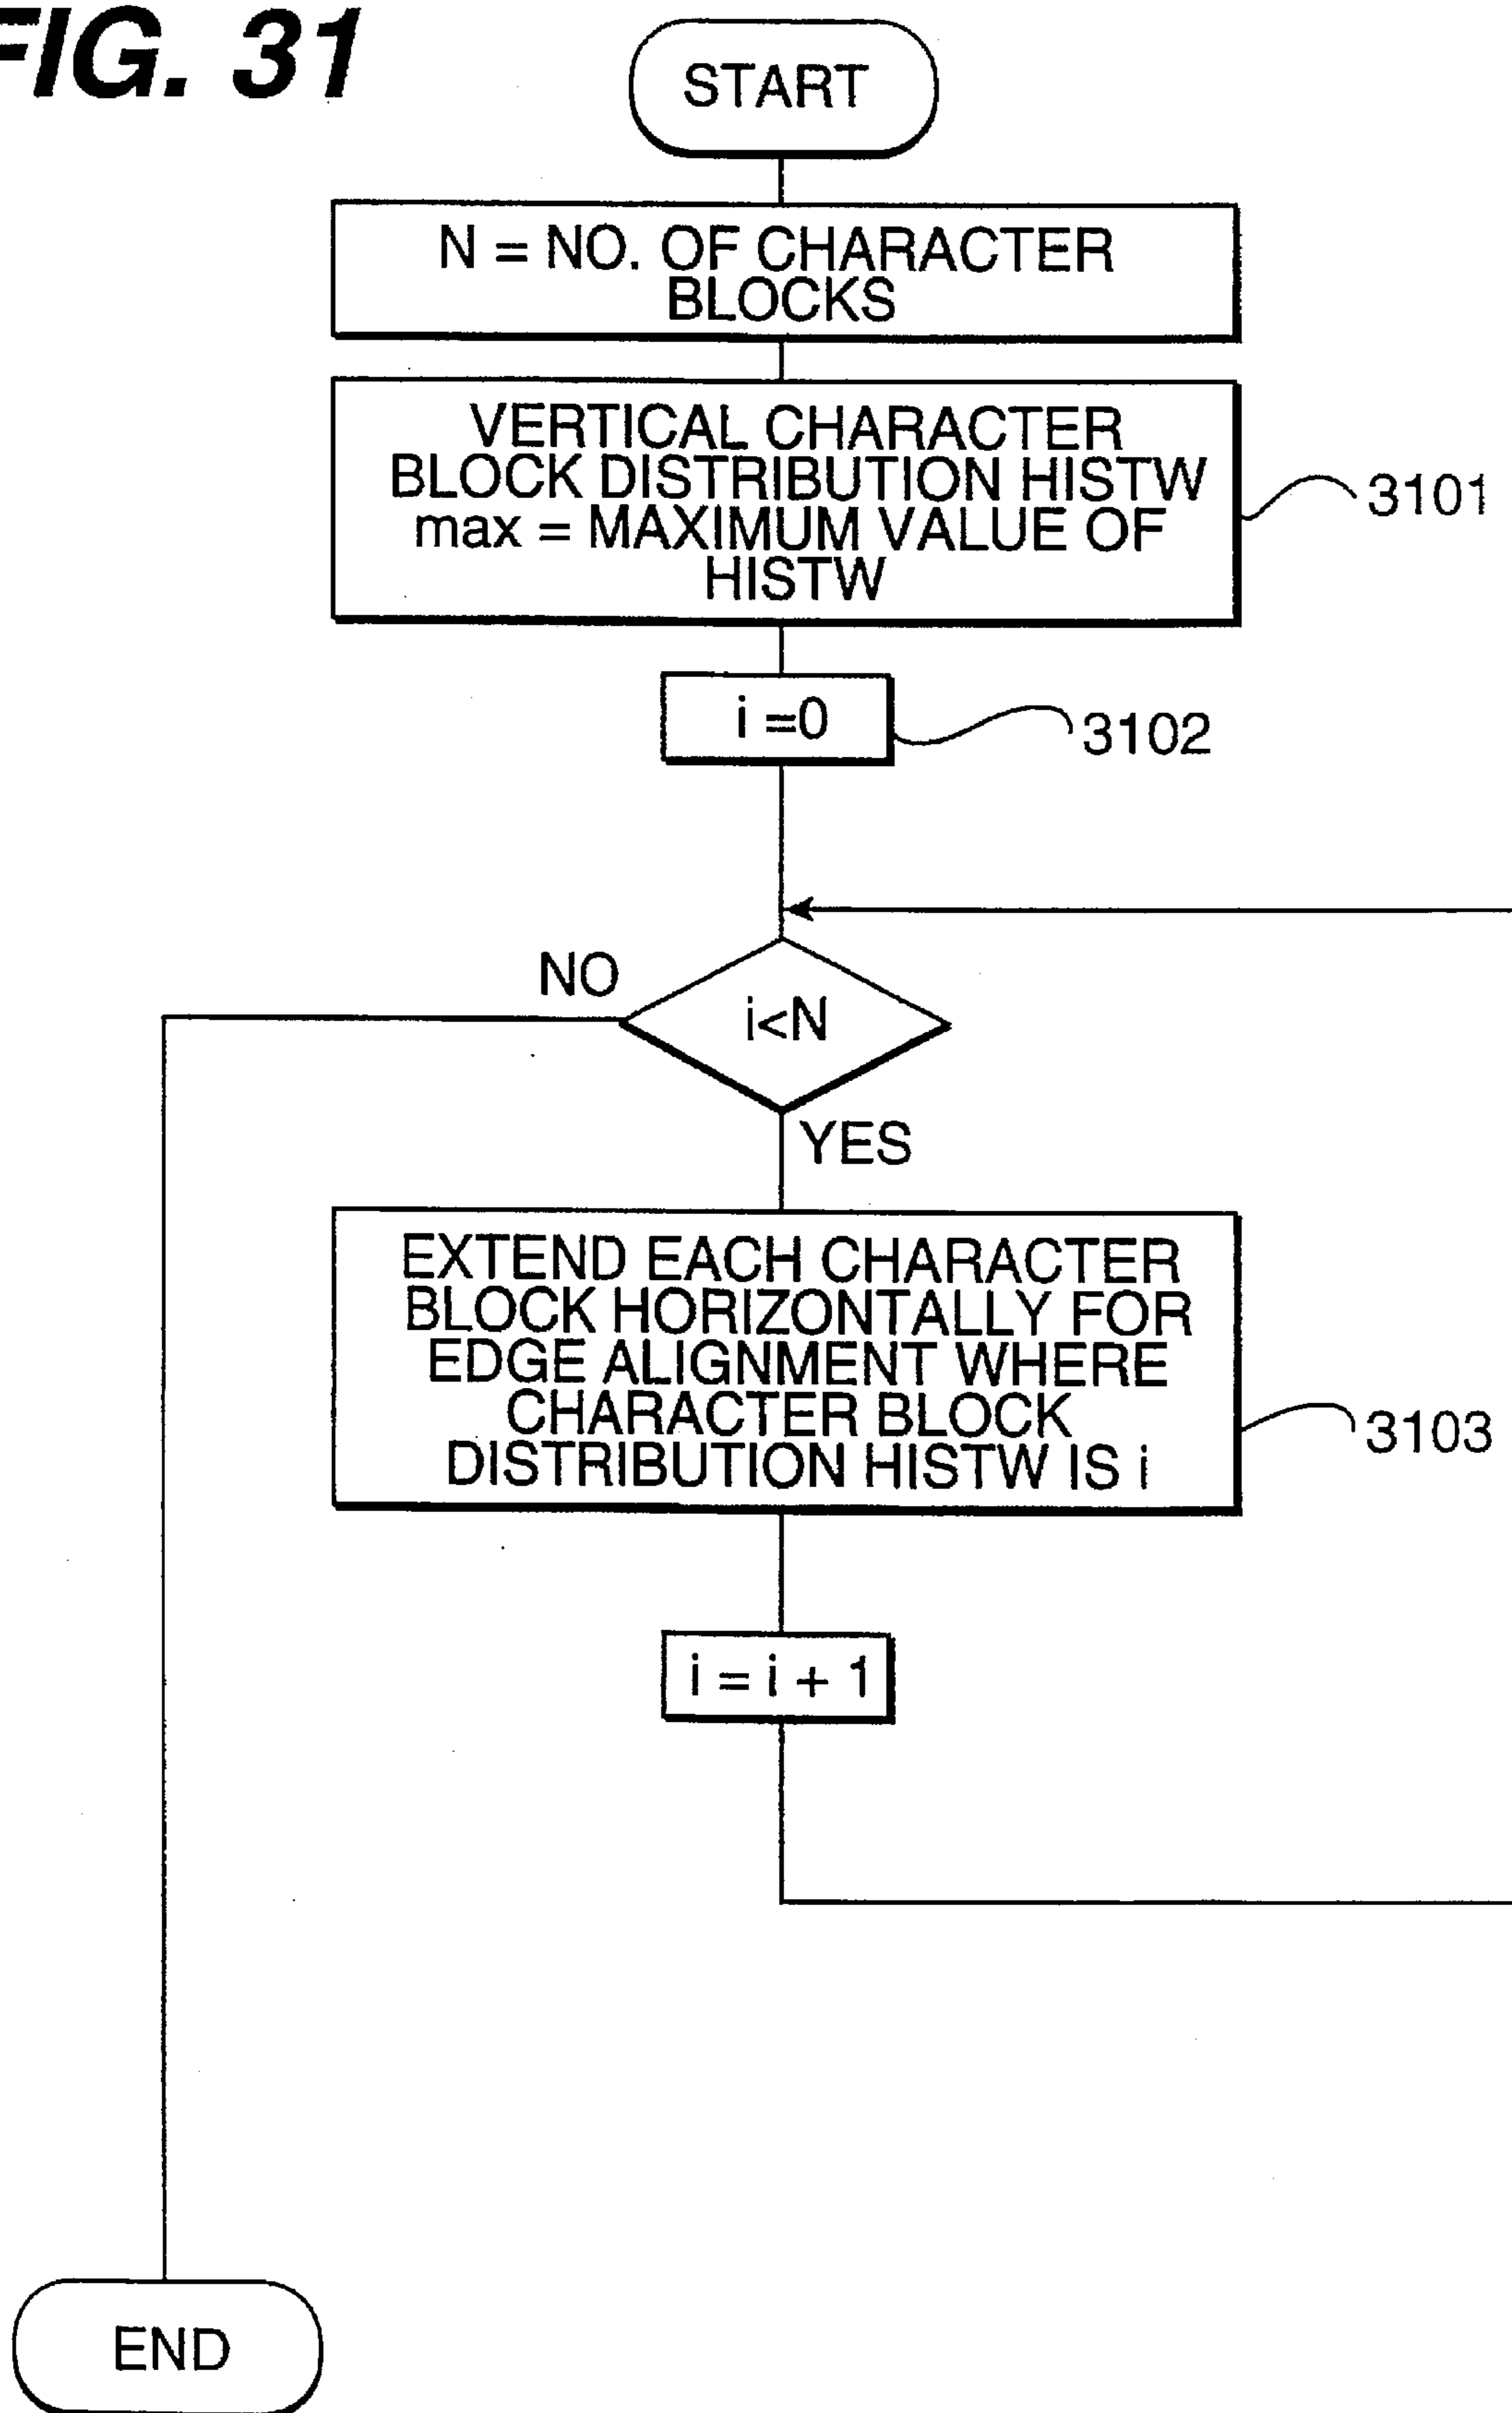 FIG. 31
START
N = NO. OF CHARACTER
BLOCKS
VERTICAL CHARACTER
BLOCK DISTRIBUTION HISTW
max = MAXIMUM VALUE OF
HISTW
3101
i =0
3102
NO
i<N
YES
EXTEND EACH CHARACTER
BLOCK HORIZONTALLY FOR
EDGE ALIGNMENT WHERE
CHARACTER BLOCK
DISTRIBUTION HISTW IS i
3103
i = i + 1
END